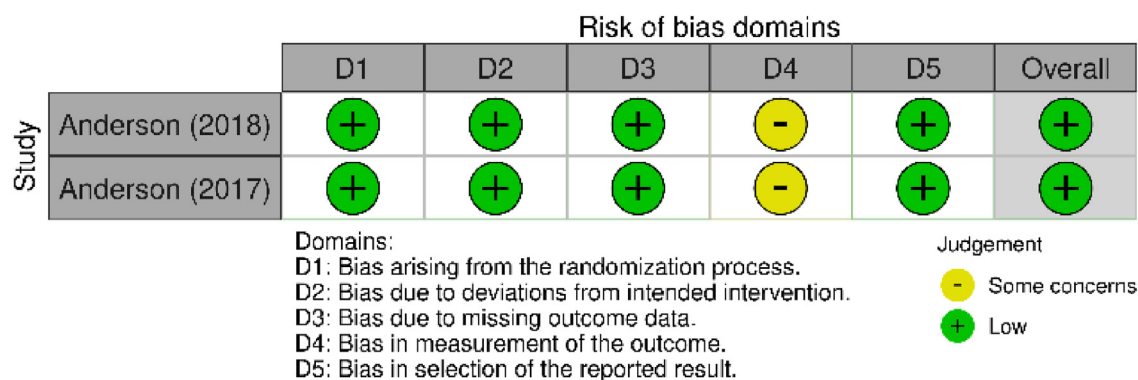 Risk of bias domains
D1 D2 D3 D4 D5 Overall
Study
Anderson (2018) + + + - + +
Anderson (2017) + + + - + +
Domains:
D1: Bias arising from the randomization process.
D2: Bias due to deviations from intended intervention.
D3: Bias due to missing outcome data.
D4: Bias in measurement of the outcome.
D5: Bias in selection of the reported result.
Judgement
- Some concerns
+ Low